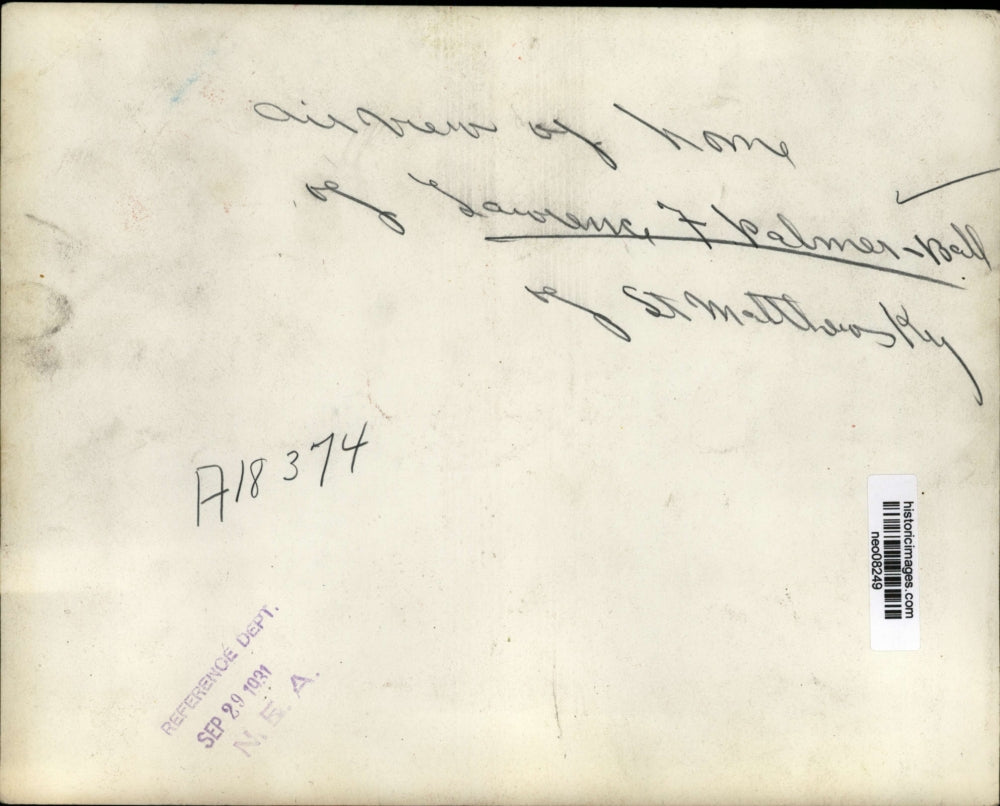 air view of home
of Lawrence F Palmer-Ball
of St Matthews Ky
A18374
historicimages.com
neo08249
REFERENCE DEPT.
SEP 29 1931
N. E. A.